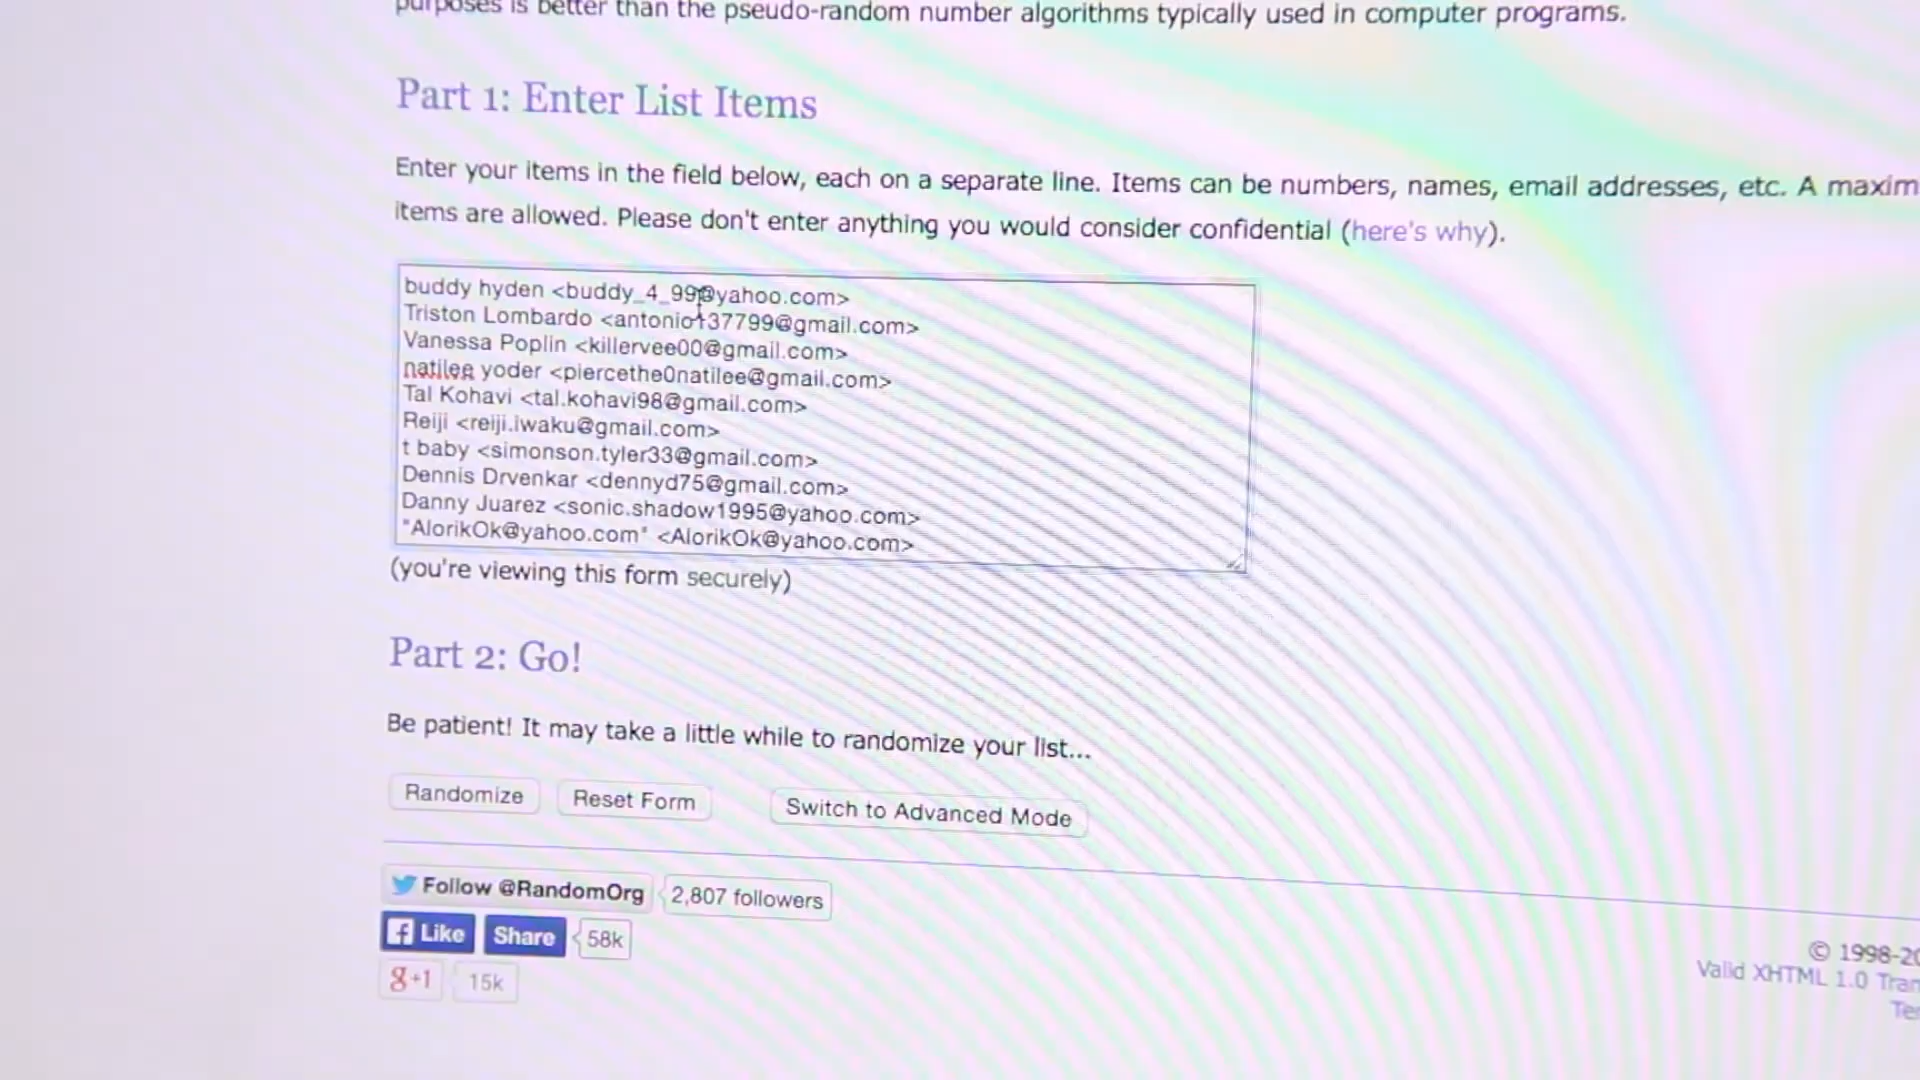 purposes is better than the pseudo-random number algorithms typically used in computer programs.
Part 1: Enter List Items
Enter your items in the field below, each on a separate line. Items can be numbers, names, email addresses, etc. A maxim
items are allowed. Please don't enter anything you would consider confidential (here's why).
buddy hyden <buddy_4_99@yahoo.com>
Triston Lombardo <antonio137799@gmail.com>
Vanessa Poplin <killervee00@gmail.com>
natilee yoder <piercethe0natilee@gmail.com>
Tal Kohavi <tal.kohavi98@gmail.com>
Reiji <reiji.iwaku@gmail.com>
t baby <simonson.tyler33@gmail.com>
Dennis Drvenkar <dennyd75@gmail.com>
Danny Juarez <sonic.shadow1995@yahoo.com>
"AlorikOk@yahoo.com" <AlorikOk@yahoo.com>
(you're viewing this form securely)
Part 2: Go!
Be patient! It may take a little while to randomize your list...
Randomize Reset Form Switch to Advanced Mode
Follow @RandomOrg 2,807 followers
Like Share 58k
g+1 15k
© 1998-20
Valid XHTML 1.0 Tran
Ter